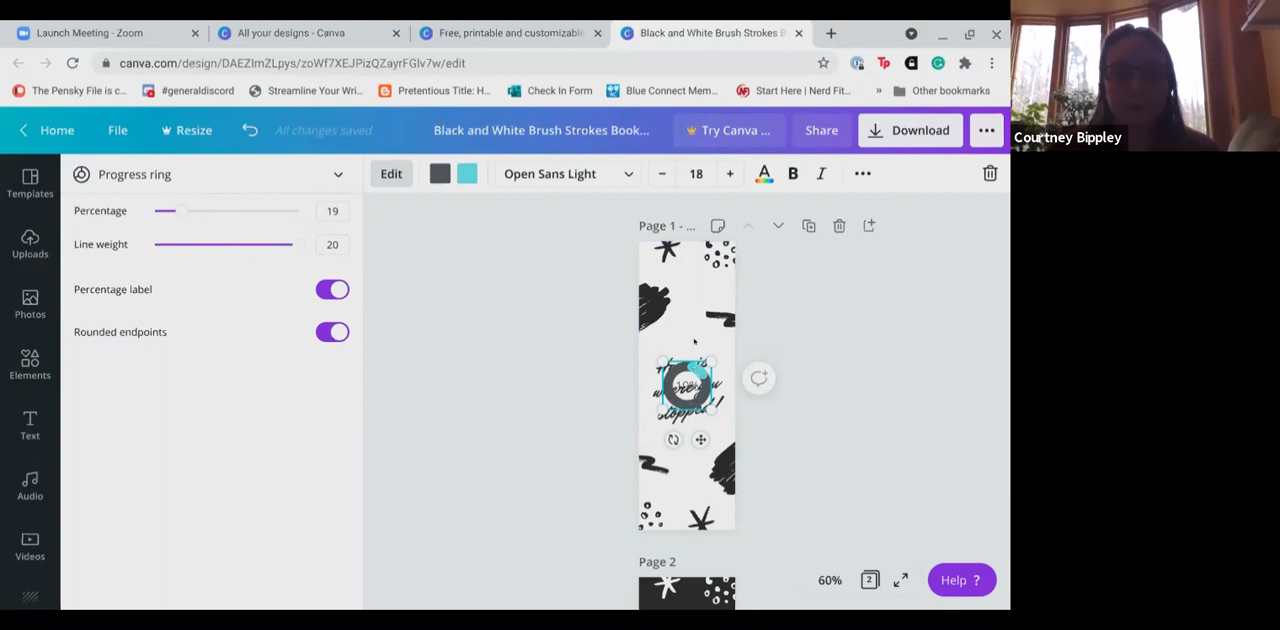 Launch Meeting - Zoom
All your designs - Canva
Free, printable and customizable
Black and White Brush Strokes B
canva.com/design/DAEZImZLpys/zoWf7XEJPizQZayrFGlv7w/edit
The Pensky File is c...
#generaldiscord
Streamline Your Wri...
Pretentious Title: H...
Check In Form
Blue Connect Mem...
Start Here | Nerd Fit...
»
Other bookmarks
Courtney Bippley
Home
File
Resize
All changes saved
Black and White Brush Strokes Book...
Try Canva ...
Share
Download
Templates
Uploads
Photos
Elements
Text
Audio
Videos
Progress ring
Percentage
19
Line weight
20
Percentage label
Rounded endpoints
Edit
Open Sans Light
− 18 +
A B I
Page 1 - ...
where you
stopped!
Page 2
60%
2
Help ?